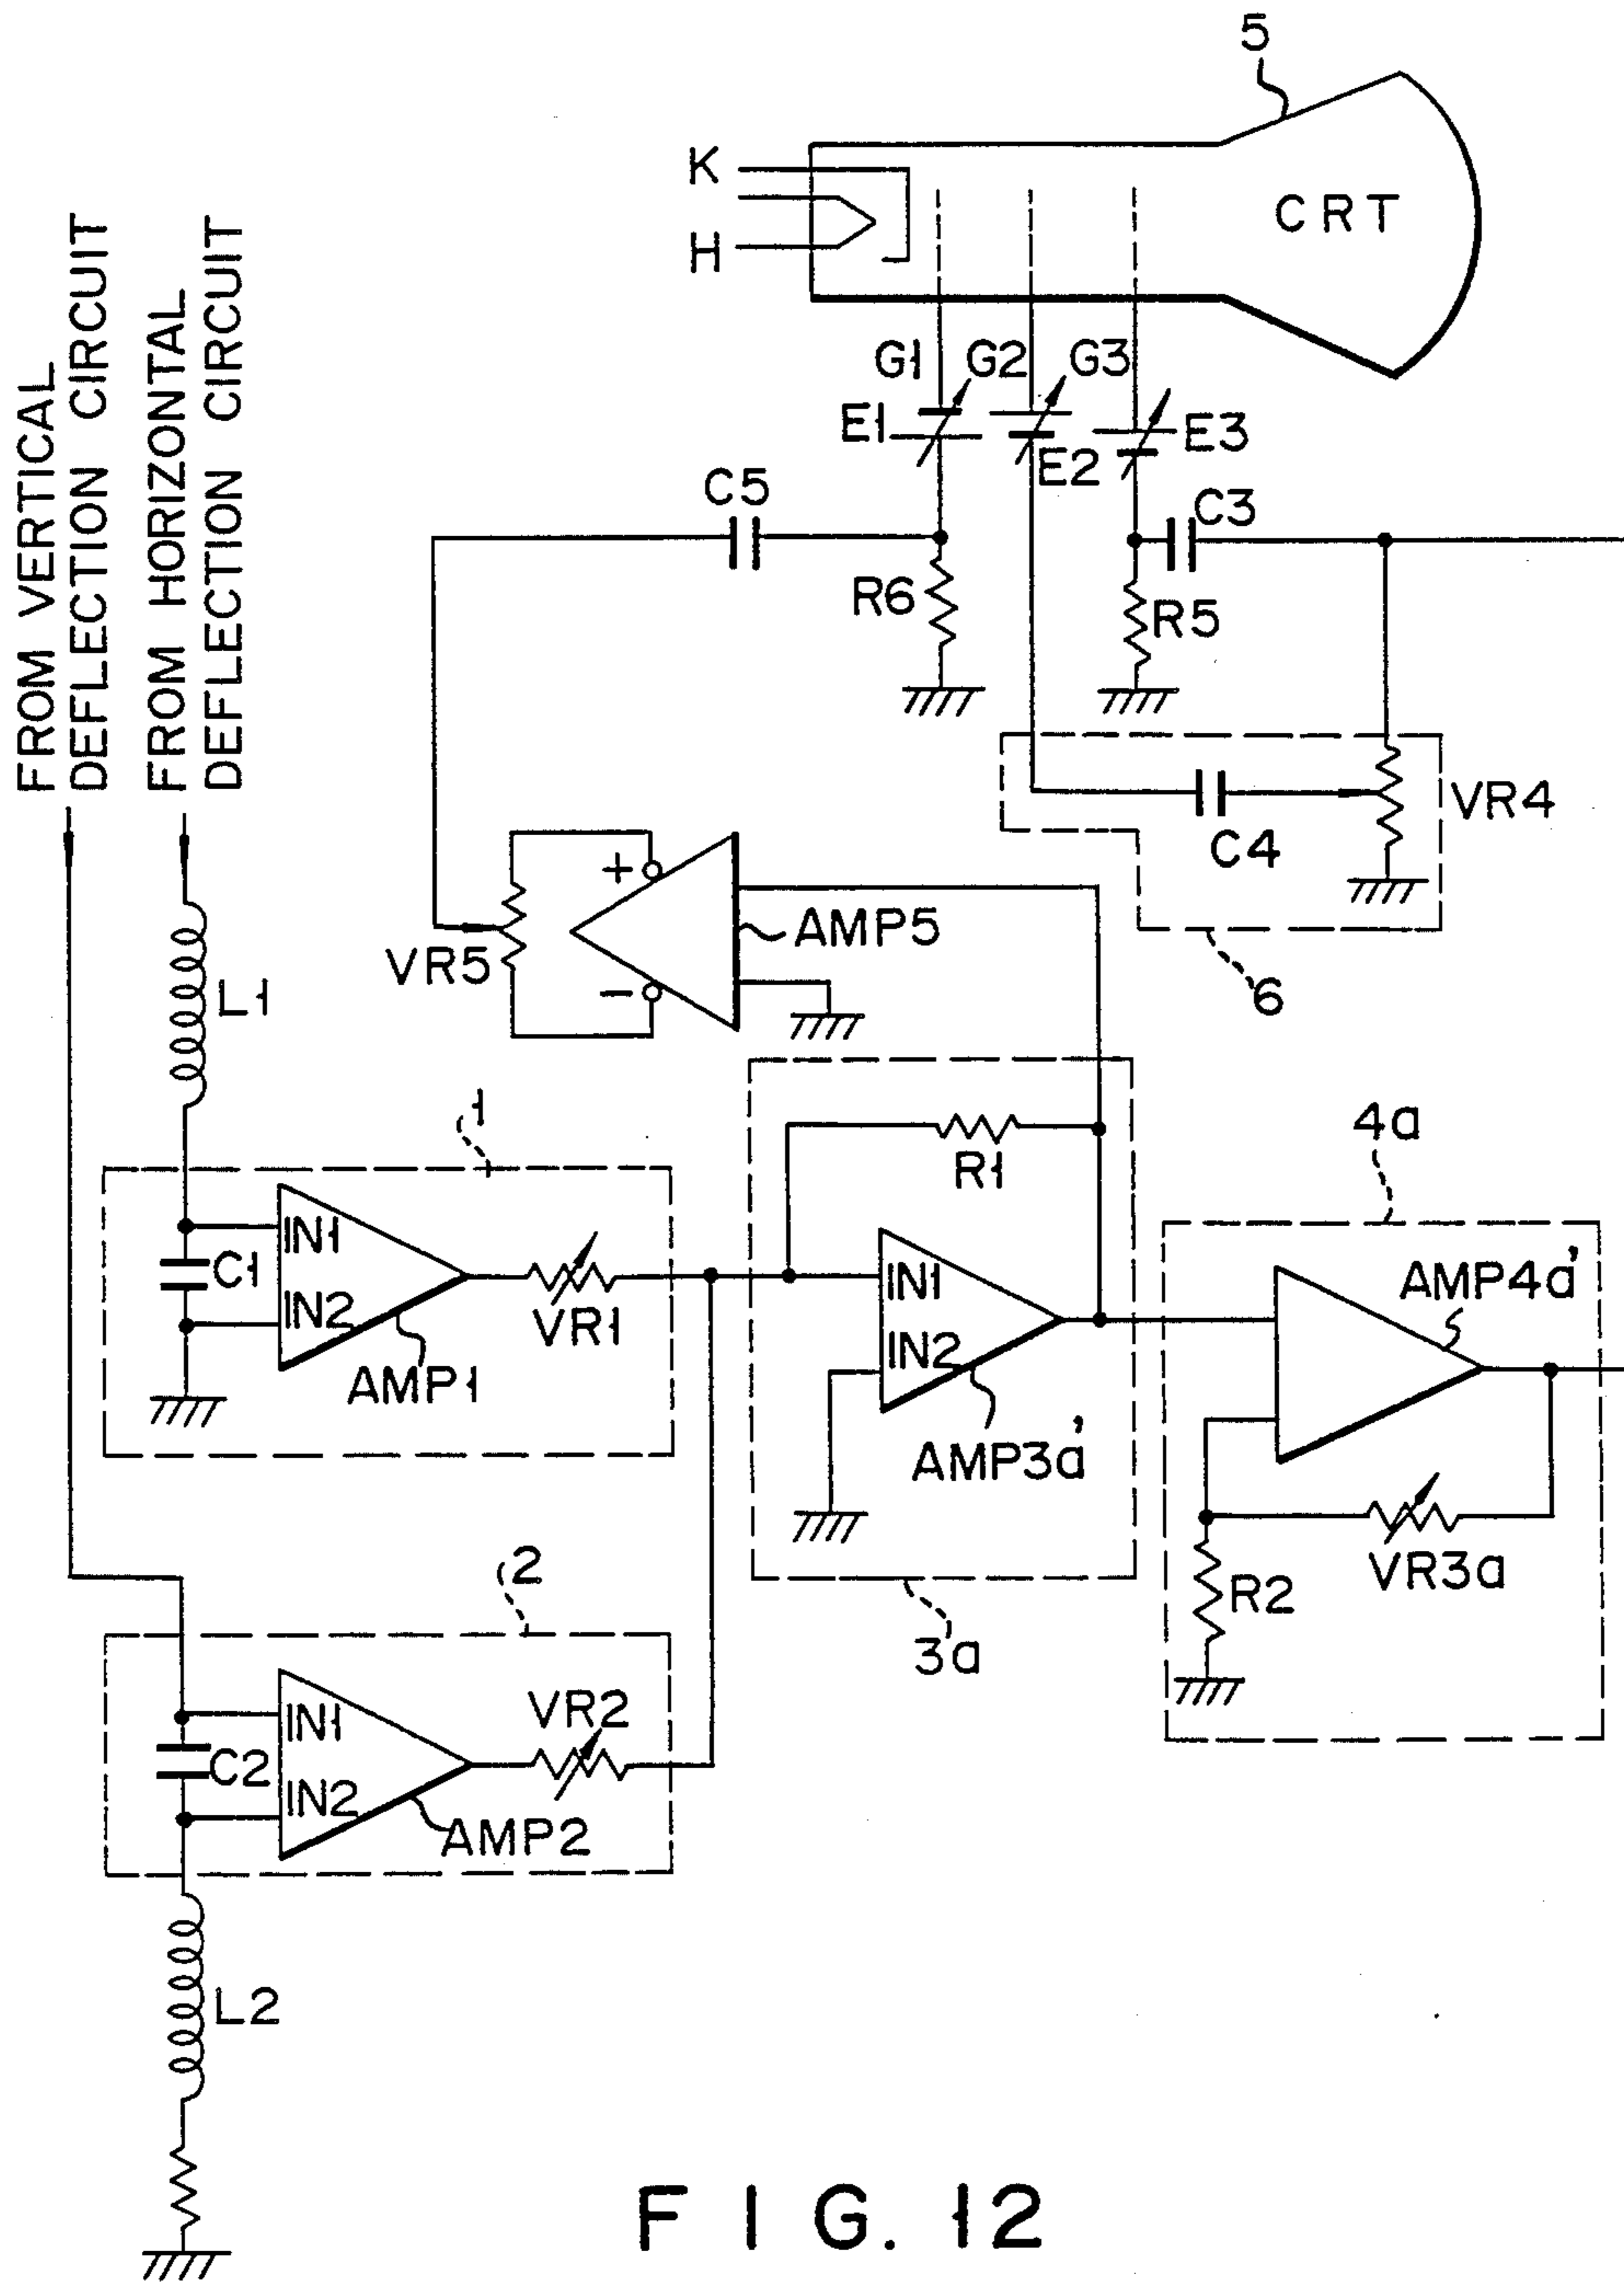 5
K
H
CRT
FROM VERTICAL
DEFLECTION CIRCUIT
FROM HORIZONTAL
DEFLECTION CIRCUIT
G1
G2
G3
E1
E2
E3
C5
C3
R6
R5
VR4
C4
6
+
-
AMP5
VR5
L1
1
R1
4a
IN1
C1
IN2
VR1
AMP1
IN1
IN2
AMP3a'
AMP4a'
VR3a
R2
3a
2
IN1
C2
IN2
VR2
AMP2
L2
FIG. 12